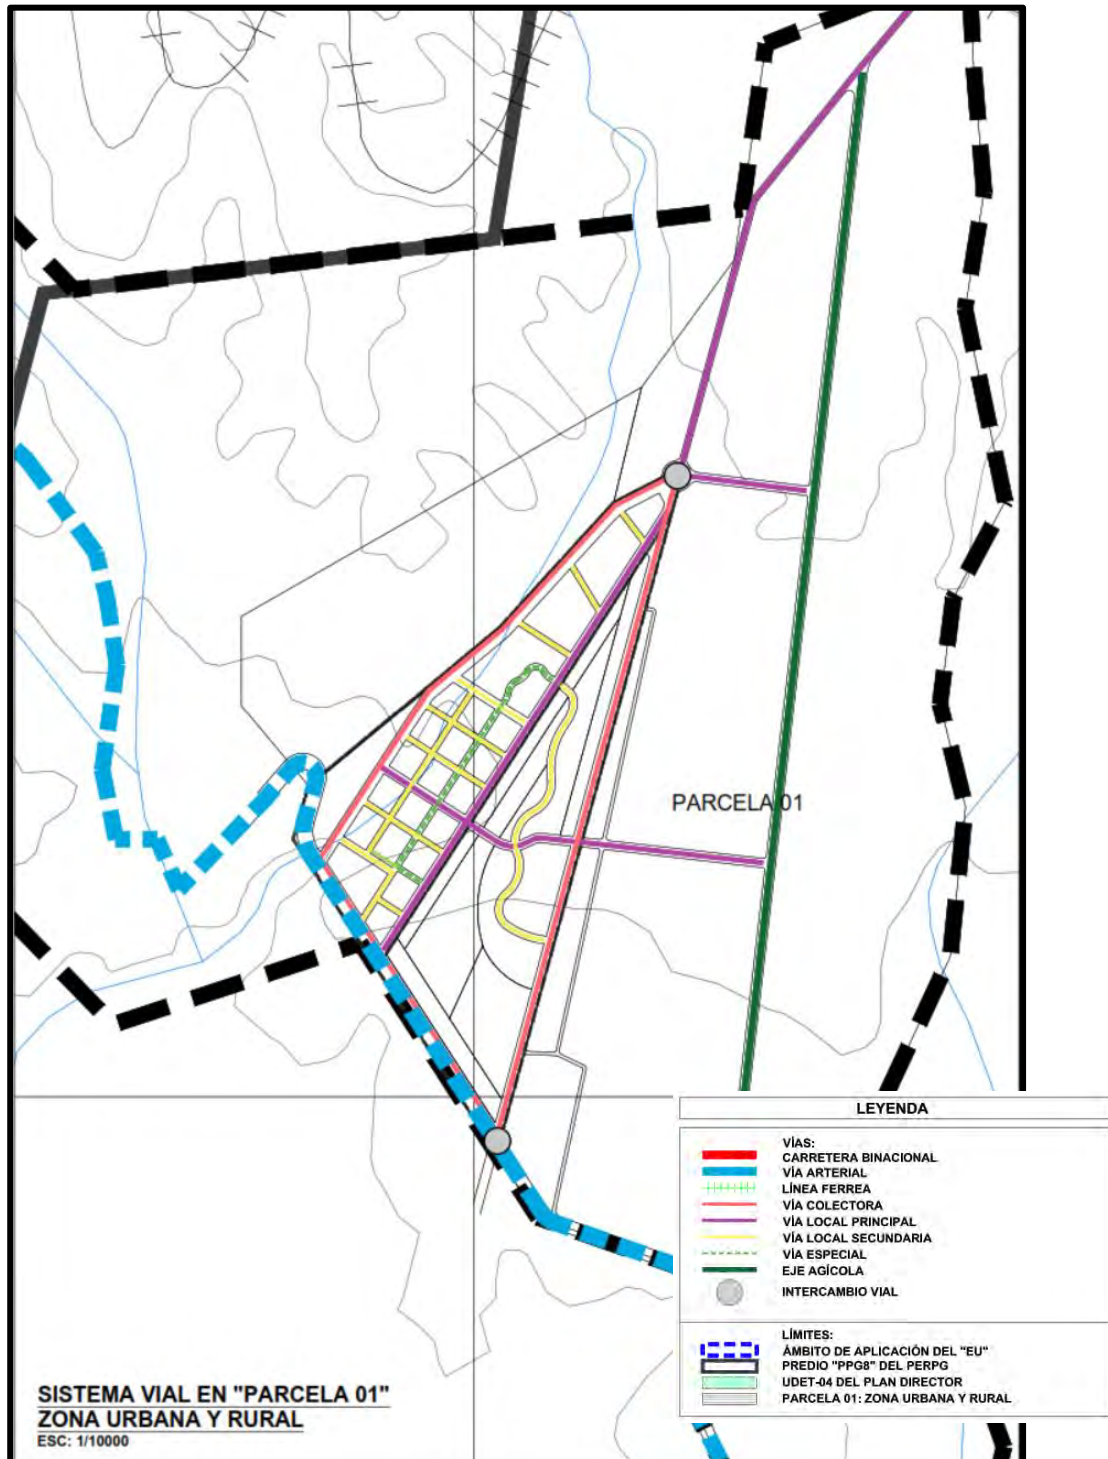 PARCELA 01
LEYENDA
VÍAS:
CARRETERA BINACIONAL
VÍA ARTERIAL
LÍNEA FERREA
VÍA COLECTORA
VÍA LOCAL PRINCIPAL
VÍA LOCAL SECUNDARIA
VÍA ESPECIAL
EJE AGÍCOLA
INTERCAMBIO VIAL
LÍMITES:
ÁMBITO DE APLICACIÓN DEL "EU"
PREDIO "PPG8" DEL PERPG
UDET-04 DEL PLAN DIRECTOR
PARCELA 01: ZONA URBANA Y RURAL
SISTEMA VIAL EN "PARCELA 01"
ZONA URBANA Y RURAL
ESC: 1/10000